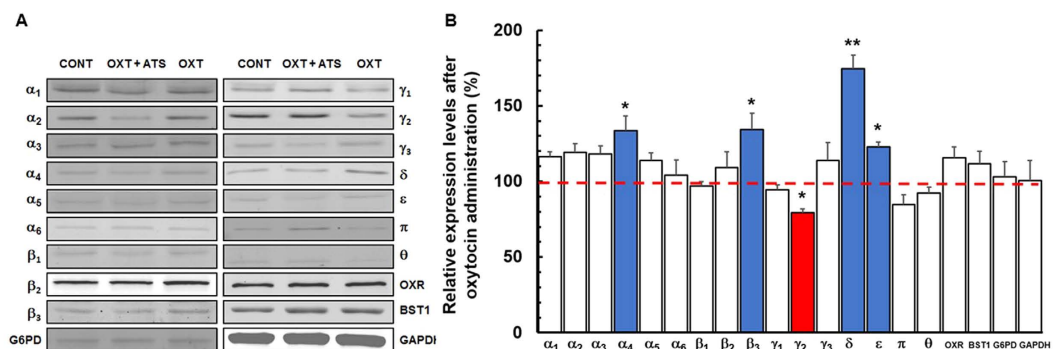 A
CONT OXT+ATS OXT CONT OXT+ATS OXT
α1 γ1
α2 γ2
α3 γ3
α4 δ
α5 ε
α6 π
β1 θ
β2 OXR
β3 BST1
G6PD GAPDH
B
Relative expression levels after
oxytocin administration (%)
200
150
100
50
0
* * ** * *
α1 α2 α3 α4 α5 α6 β1 β2 β3 γ1 γ2 γ3 δ ε π θ OXR BST1 G6PD GAPDH